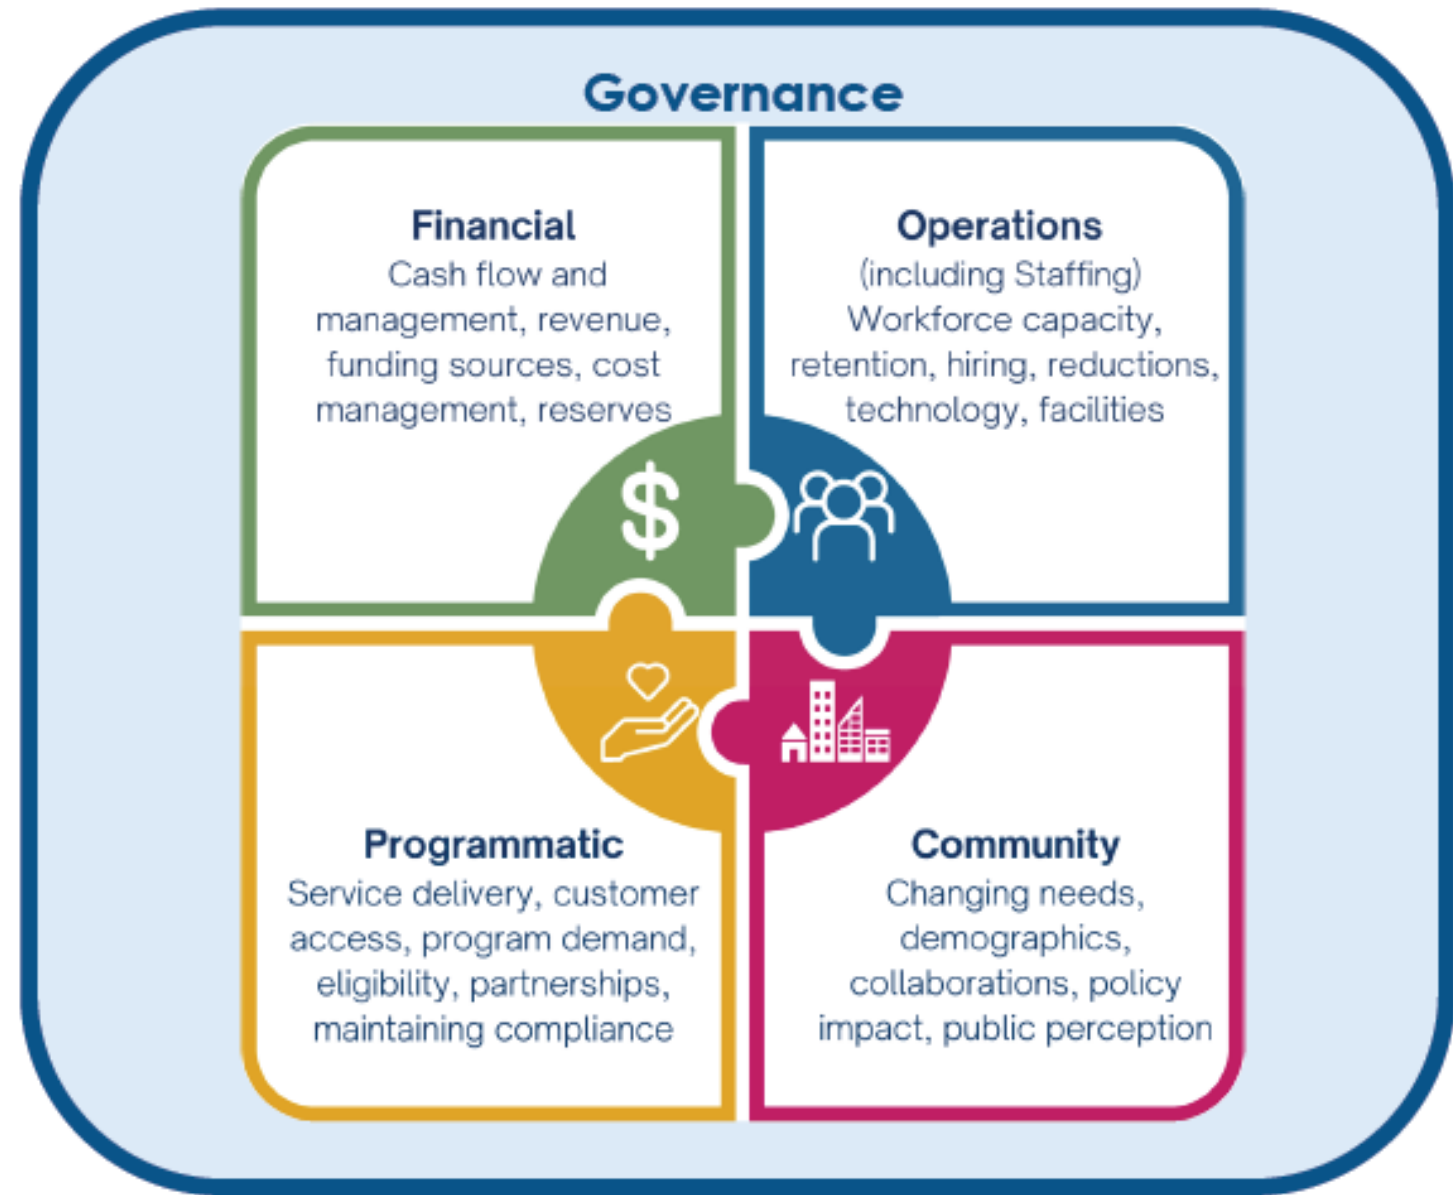 Governance
Financial
Cash flow and
management, revenue,
funding sources, cost
management, reserves
Operations
(including Staffing)
Workforce capacity,
retention, hiring, reductions,
technology, facilities
$
Programmatic
Service delivery, customer
access, program demand,
eligibility, partnerships,
maintaining compliance
Community
Changing needs,
demographics,
collaborations, policy
impact, public perception